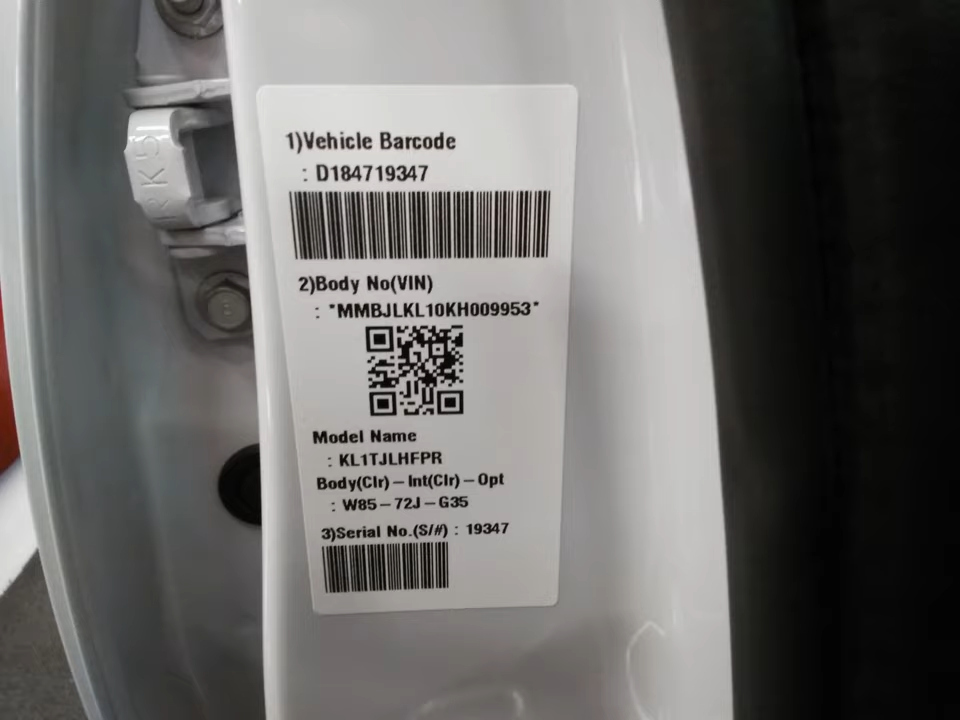 RK5
1)Vehicle Barcode
: D184719347
2)Body No(VIN)
: *MMBJLKL10KH009953*
Model Name
: KL1TJLHFPR
Body(Clr)－Int(Clr)－Opt
: W85－72J－G35
3)Serial No.(S/#) : 19347